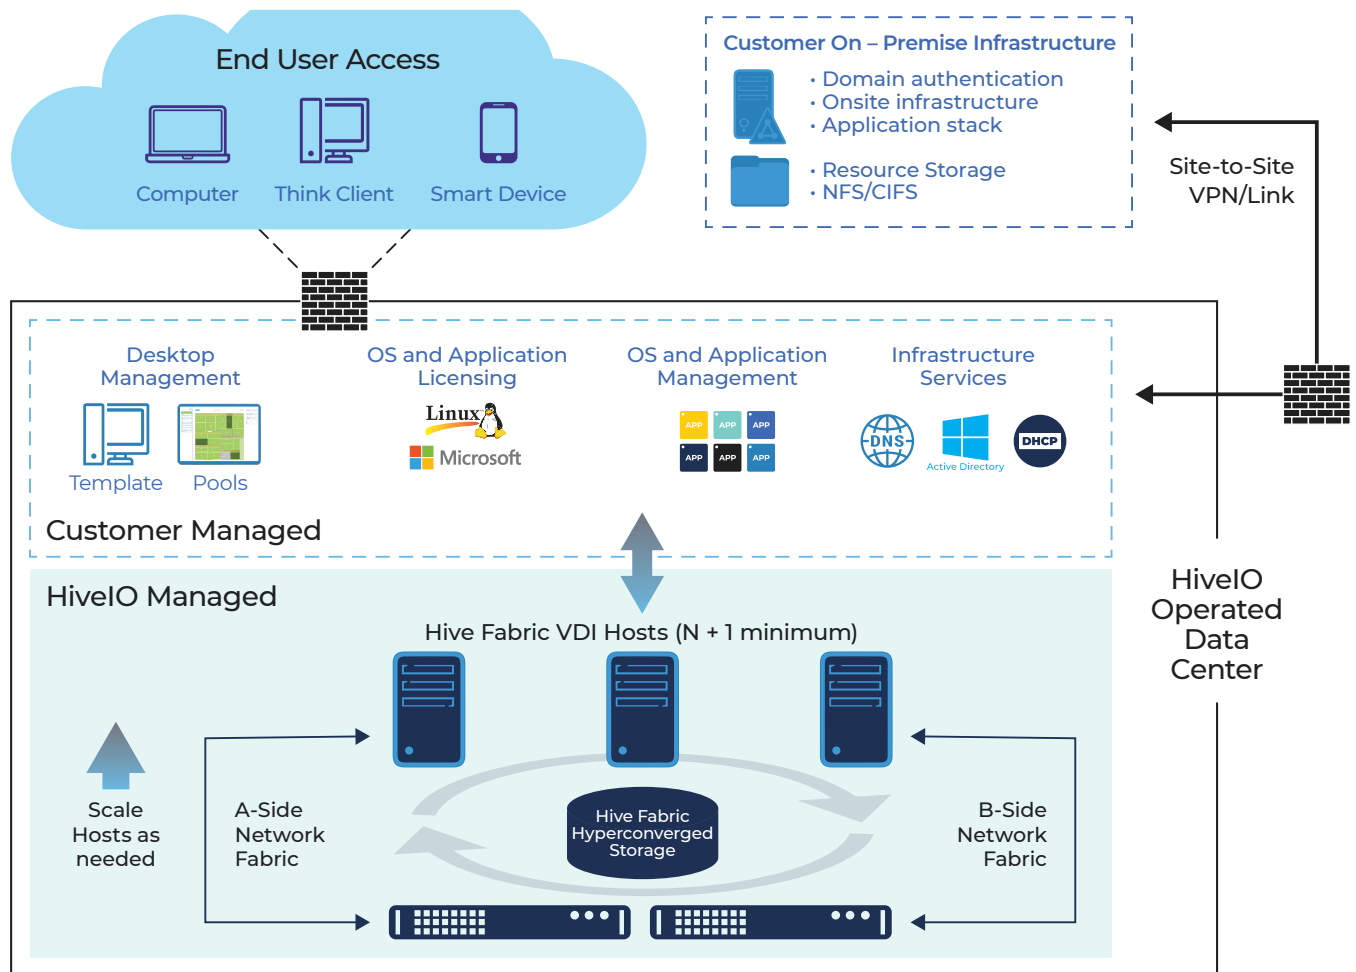 End User Access
Computer
Think Client
Smart Device
Customer On – Premise Infrastructure
• Domain authentication
• Onsite infrastructure
• Application stack
• Resource Storage
• NFS/CIFS
Site-to-Site
VPN/Link
Desktop
Management
Template
Pools
OS and Application
Licensing
Linux
Microsoft
OS and Application
Management
APP
APP
APP
APP
APP
APP
Infrastructure
Services
DNS
Active Directory
DHCP
Customer Managed
HiveIO Managed
HiveIO
Operated
Data
Center
Hive Fabric VDI Hosts (N + 1 minimum)
Scale
Hosts as
needed
A-Side
Network
Fabric
Hive Fabric
Hyperconverged
Storage
B-Side
Network
Fabric